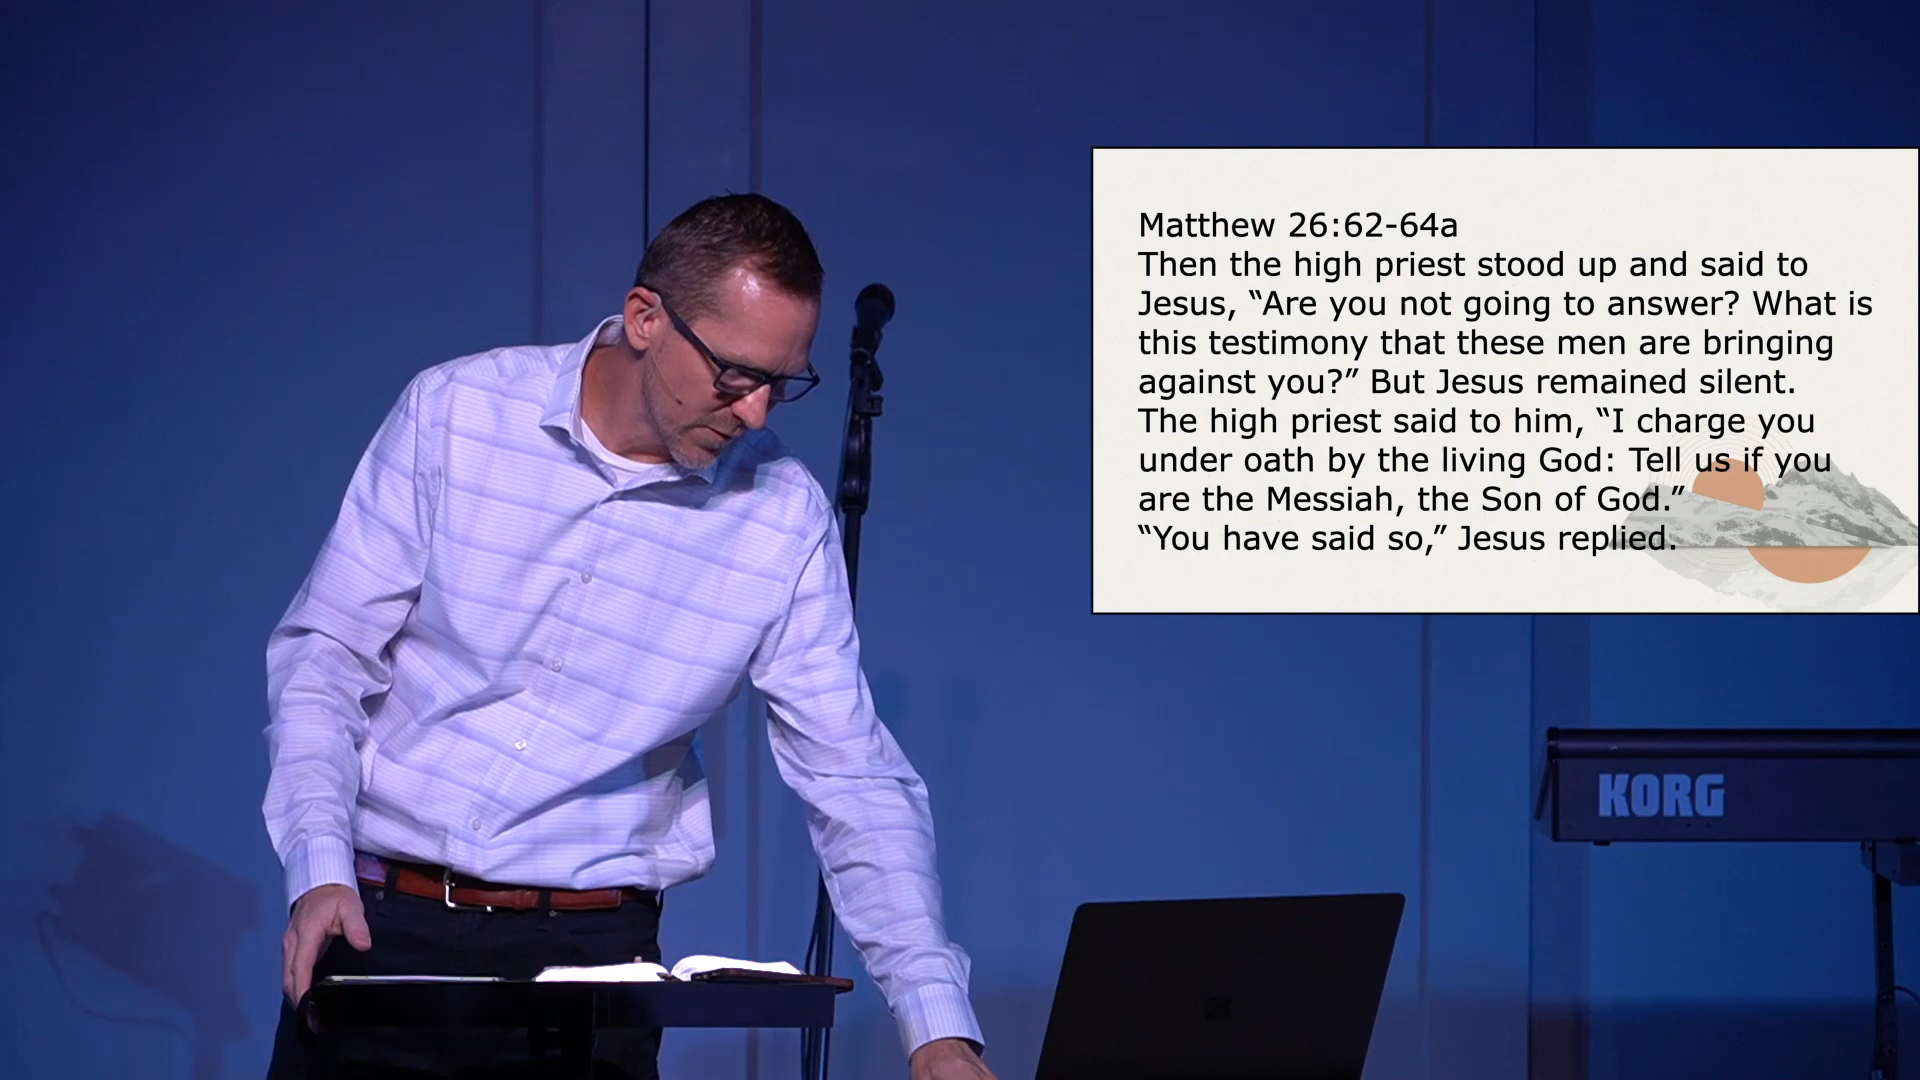 Matthew 26:62-64a
Then the high priest stood up and said to
Jesus, “Are you not going to answer? What is
this testimony that these men are bringing
against you?” But Jesus remained silent.
The high priest said to him, “I charge you
under oath by the living God: Tell us if you
are the Messiah, the Son of God.”
“You have said so,” Jesus replied.
KORG